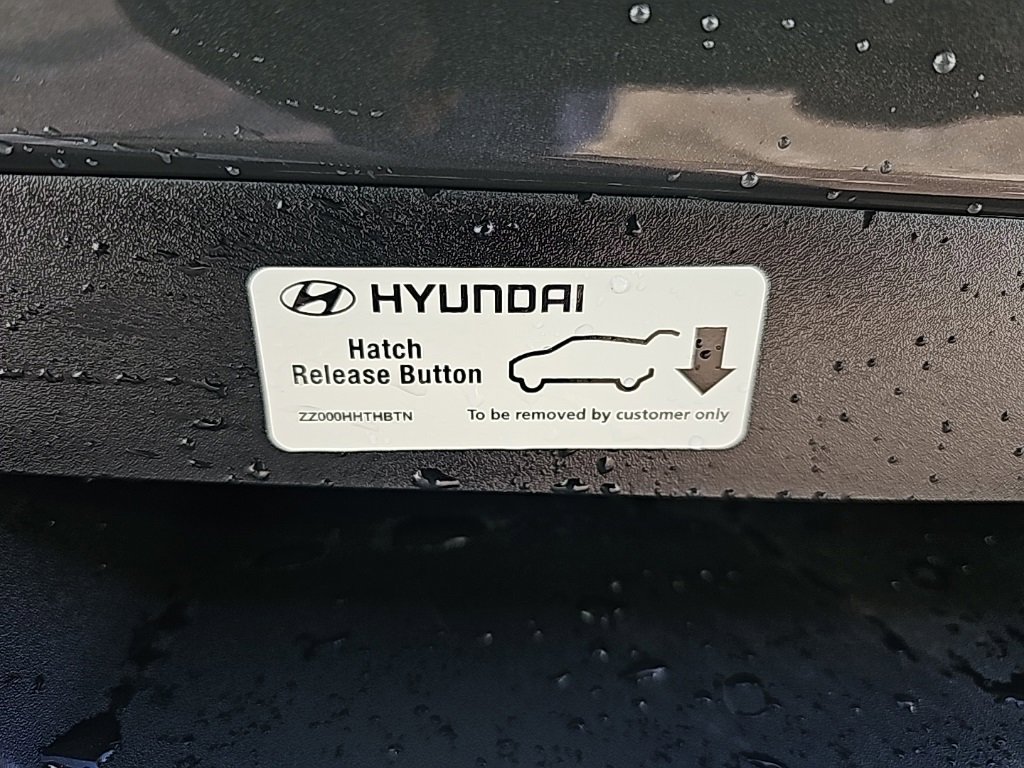 HYUNDAI
Hatch
Release Button
ZZ000HHTHBTN
To be removed by customer only